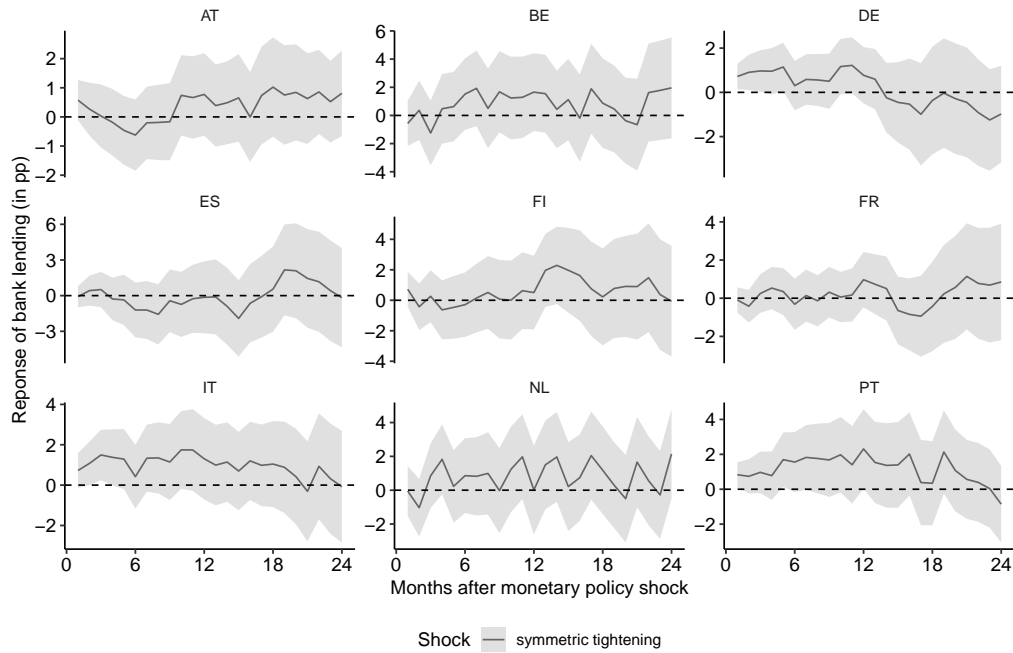 AT BE DE
2 1 0 −1 −2
6 4 2 0 −2 −4
2 0 −2
ES FI FR
6 3 0 −3
4 2 0 −2 −4
4 2 0 −2
IT NL PT
4 2 0 −2
4 2 0 −2
4 2 0 −2
0 6 12 18 24
0 6 12 18 24
0 6 12 18 24
Reponse of bank lending (in pp)
Months after monetary policy shock
Shock symmetric tightening